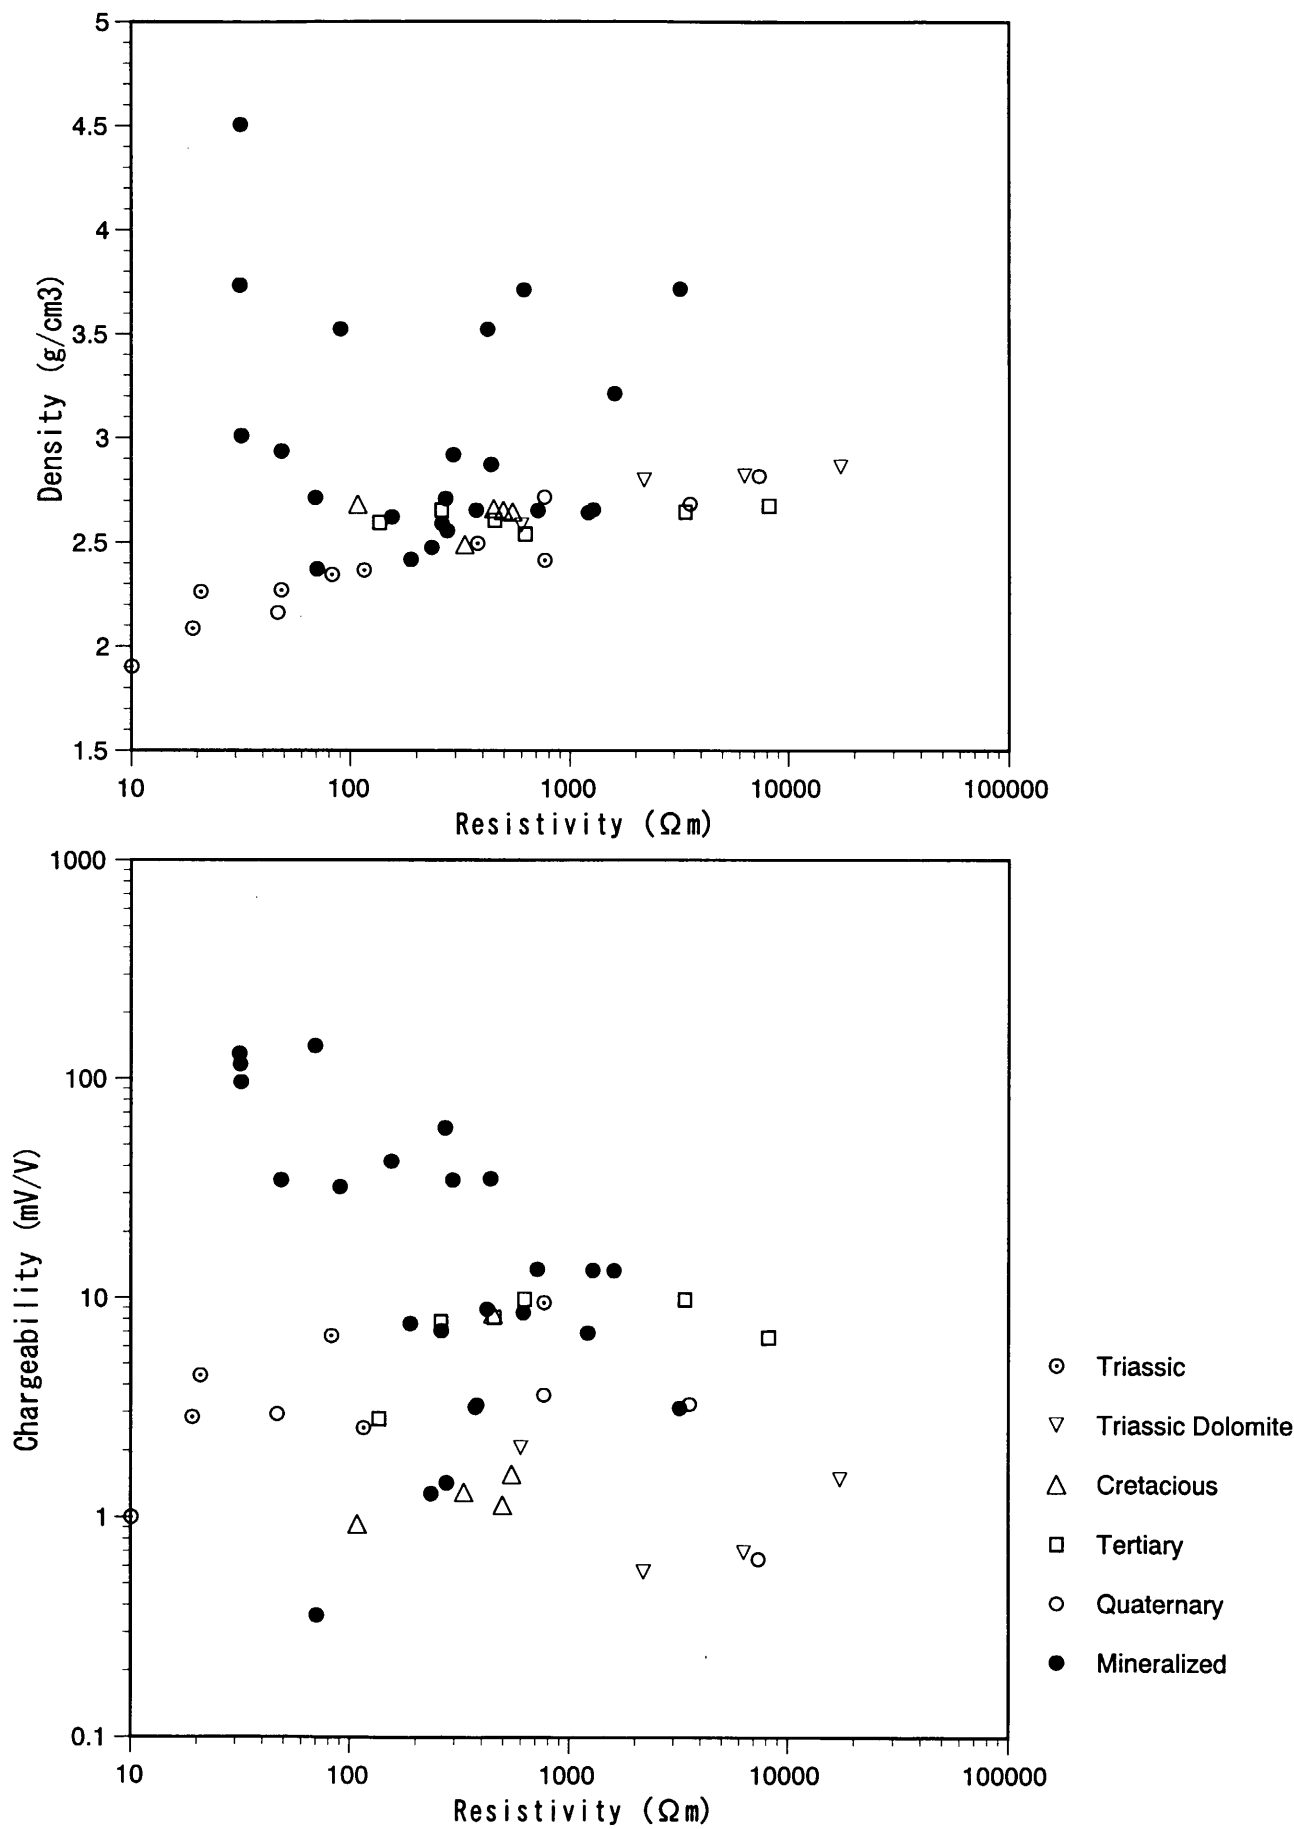 5
4.5
4
3.5
3
2.5
2
1.5
Density (g/cm3)
10 100 1000 10000 100000
Resistivity (Ωm)
1000
100
10
1
0.1
Chargeability (mV/V)
10 100 1000 10000 100000
Resistivity (Ωm)
Triassic
Triassic Dolomite
Cretacious
Tertiary
Quaternary
Mineralized